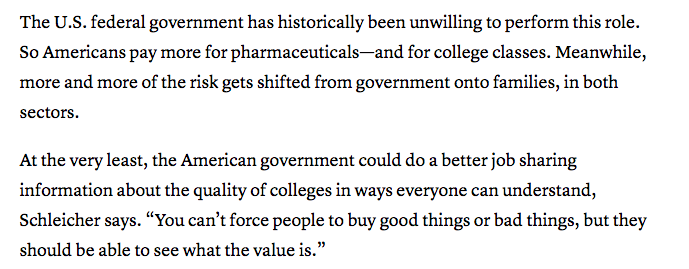 The U.S. federal government has historically been unwilling to perform this role.
So Americans pay more for pharmaceuticals—and for college classes. Meanwhile,
more and more of the risk gets shifted from government onto families, in both
sectors.
At the very least, the American government could do a better job sharing
information about the quality of colleges in ways everyone can understand,
Schleicher says. “You can’t force people to buy good things or bad things, but they
should be able to see what the value is.”